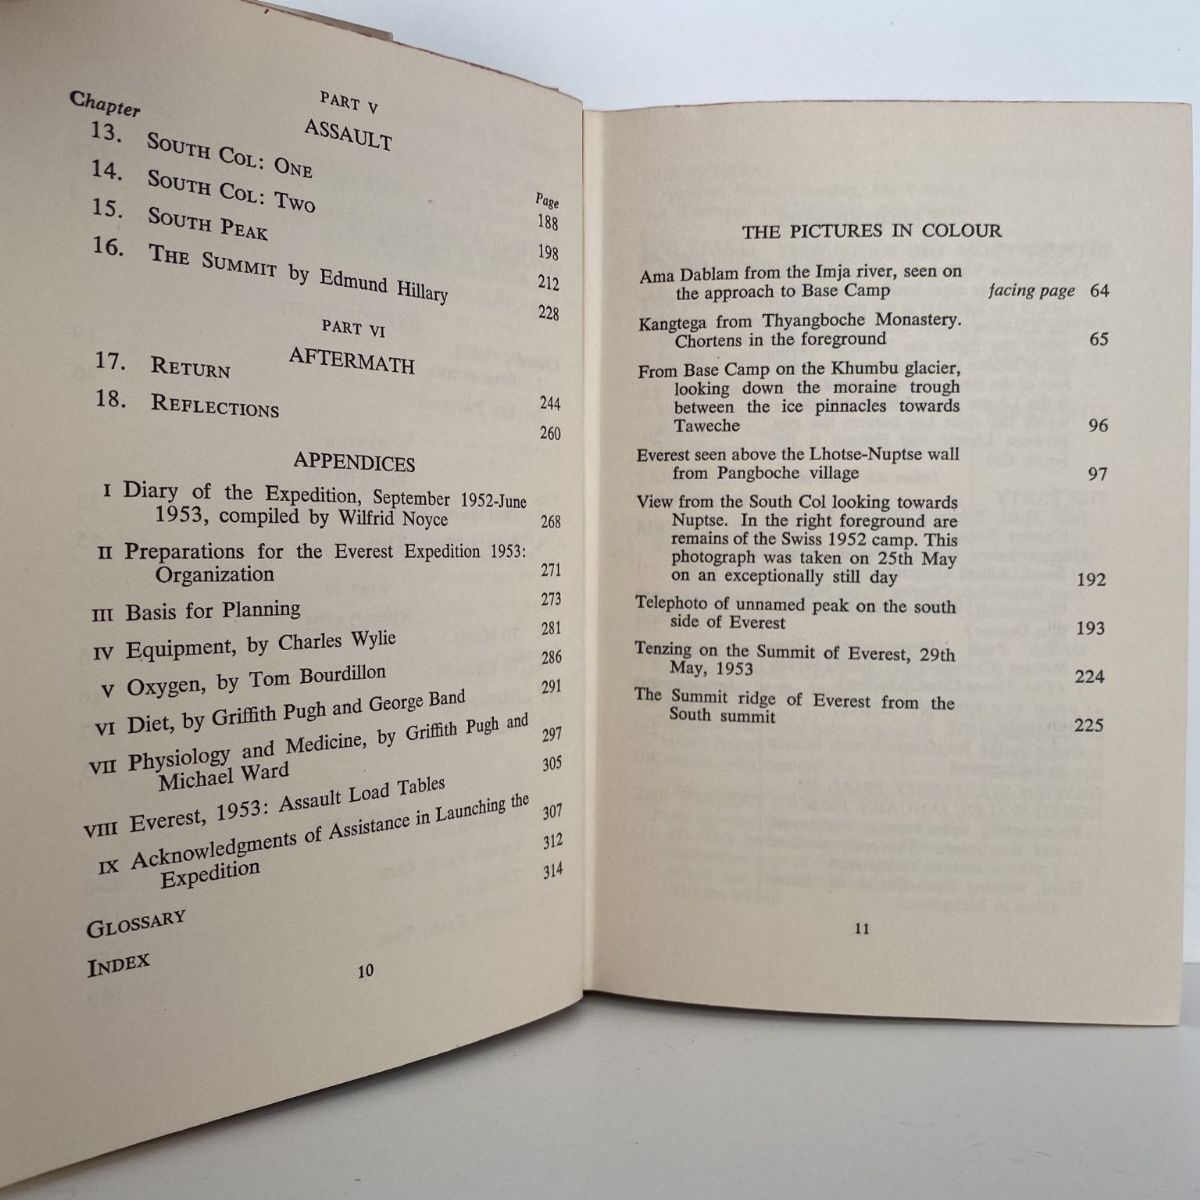 PART V
ASSAULT
Chapter
Page
13. SOUTH COL: ONE 188
14. SOUTH COL: TWO 198
15. SOUTH PEAK 212
16. THE SUMMIT by Edmund Hillary 228
PART VI
AFTERMATH
17. RETURN 244
18. REFLECTIONS 260
APPENDICES
I Diary of the Expedition, September 1952-June
1953, compiled by Wilfrid Noyce 268
II Preparations for the Everest Expedition 1953:
Organization 271
III Basis for Planning 273
IV Equipment, by Charles Wylie 281
V Oxygen, by Tom Bourdillon 286
VI Diet, by Griffith Pugh and George Band 291
VII Physiology and Medicine, by Griffith Pugh and
Michael Ward 297
VIII Everest, 1953: Assault Load Tables 305
IX Acknowledgments of Assistance in Launching the
Expedition 307
GLOSSARY 312
INDEX 314
10
THE PICTURES IN COLOUR
Ama Dablam from the Imja river, seen on
the approach to Base Camp facing page 64
Kangtega from Thyangboche Monastery.
Chortens in the foreground 65
From Base Camp on the Khumbu glacier,
looking down the moraine trough
between the ice pinnacles towards
Taweche 96
Everest seen above the Lhotse-Nuptse wall
from Pangboche village 97
View from the South Col looking towards
Nuptse. In the right foreground are
remains of the Swiss 1952 camp. This
photograph was taken on 25th May
on an exceptionally still day 192
Telephoto of unnamed peak on the south
side of Everest 193
Tenzing on the Summit of Everest, 29th
May, 1953 224
The Summit ridge of Everest from the
South summit 225
11